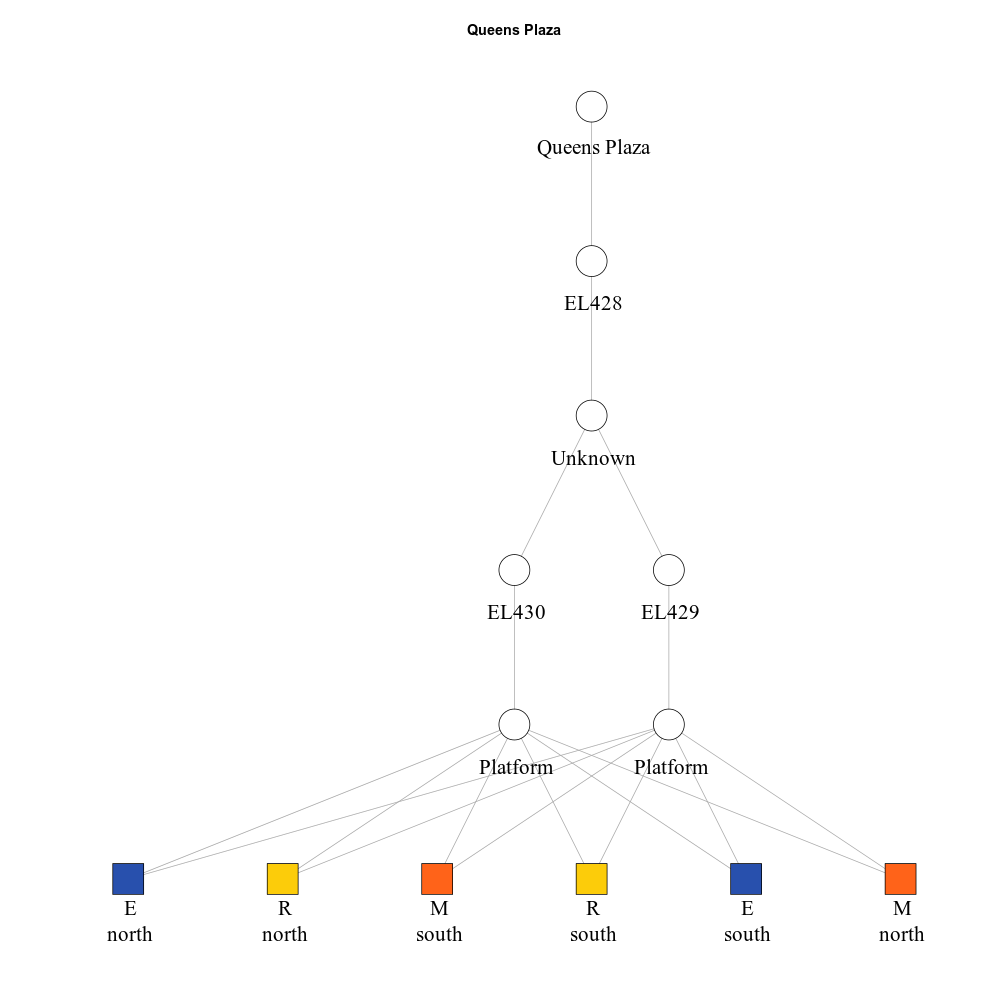 Queens Plaza
Queens Plaza
EL428
Unknown
EL430 EL429
Platform Platform
E R M R E M
north north south south south north